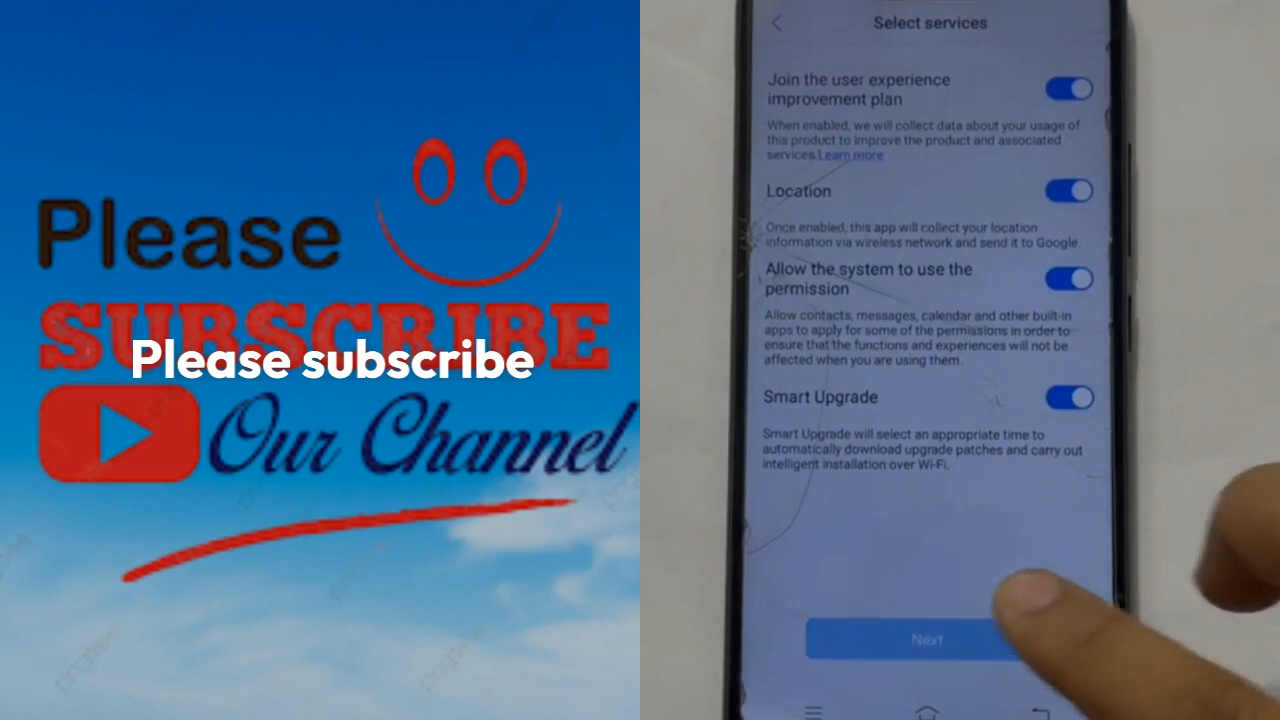 Please
SUBSCRIBE
Please subscribe
Our Channel
Select services
Join the user experience
improvement plan
When enabled, we will collect data about your usage of
this product to improve the product and associated
services.Learn more
Location
Once enabled, this app will collect your location
information via wireless network and send it to Google.
Allow the system to use the
permission
Allow contacts, messages, calendar and other built-in
apps to apply for some of the permissions in order to
ensure that the functions and experiences will not be
affected when you are using them.
Smart Upgrade
Smart Upgrade will select an appropriate time to
automatically download upgrade patches and carry out
intelligent installation over Wi-Fi.
Next
pngtree